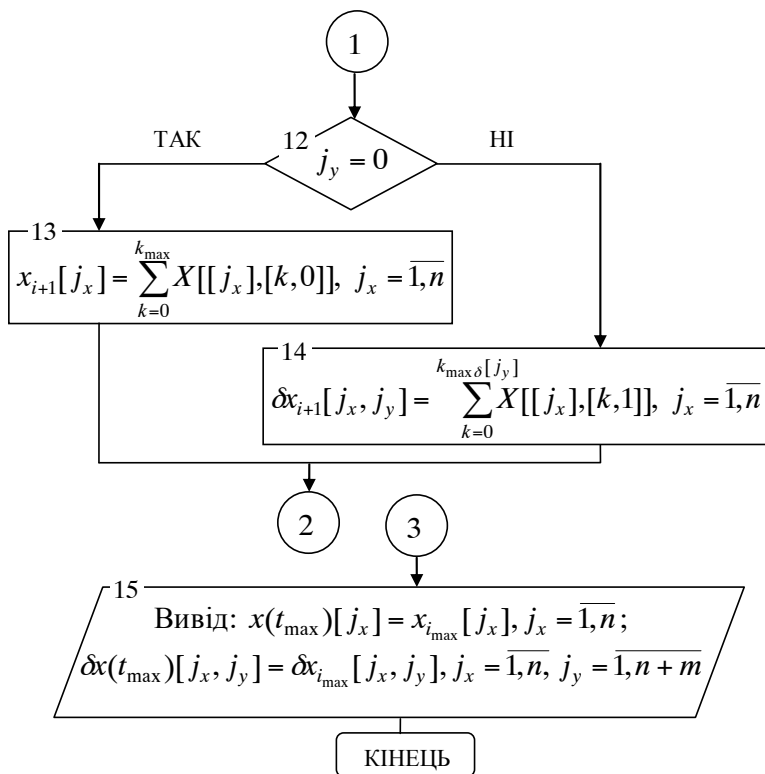 1
ТАК
12
j_y = 0
НІ
13
x_{i+1}[j_x] = \sum_{k=0}^{k_{\max}} X[[j_x],[k,0]], j_x = \overline{1,n}
14
\delta x_{i+1}[j_x, j_y] = \sum_{k=0}^{k_{\max \delta}[j_y]} X[[j_x],[k,1]], j_x = \overline{1,n}
2
3
15
Вивід: x(t_{\max})[j_x] = x_{i_{\max}}[j_x], j_x = \overline{1,n};
\delta x(t_{\max})[j_x, j_y] = \delta x_{i_{\max}}[j_x, j_y], j_x = \overline{1,n}, j_y = \overline{1,n+m}
КІНЕЦЬ